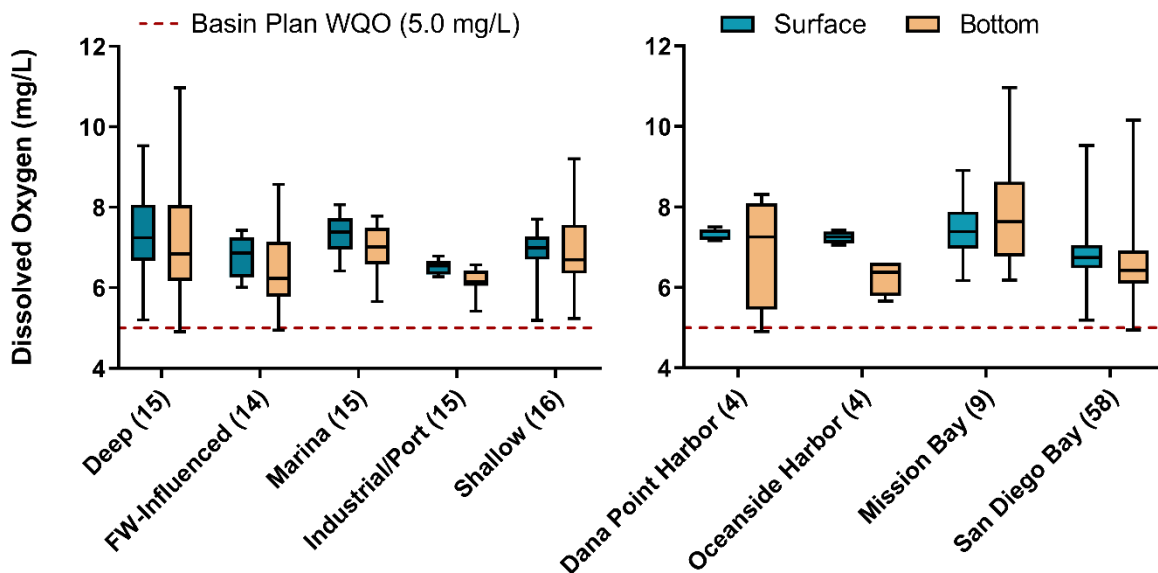 Basin Plan WQO (5.0 mg/L)
Surface
Bottom
Dissolved Oxygen (mg/L)
12
10
8
6
4
Deep (15)
FW-Influenced (14)
Marina (15)
Industrial/Port (15)
Shallow (16)
12
10
8
6
4
Dana Point Harbor (4)
Oceanside Harbor (4)
Mission Bay (9)
San Diego Bay (58)